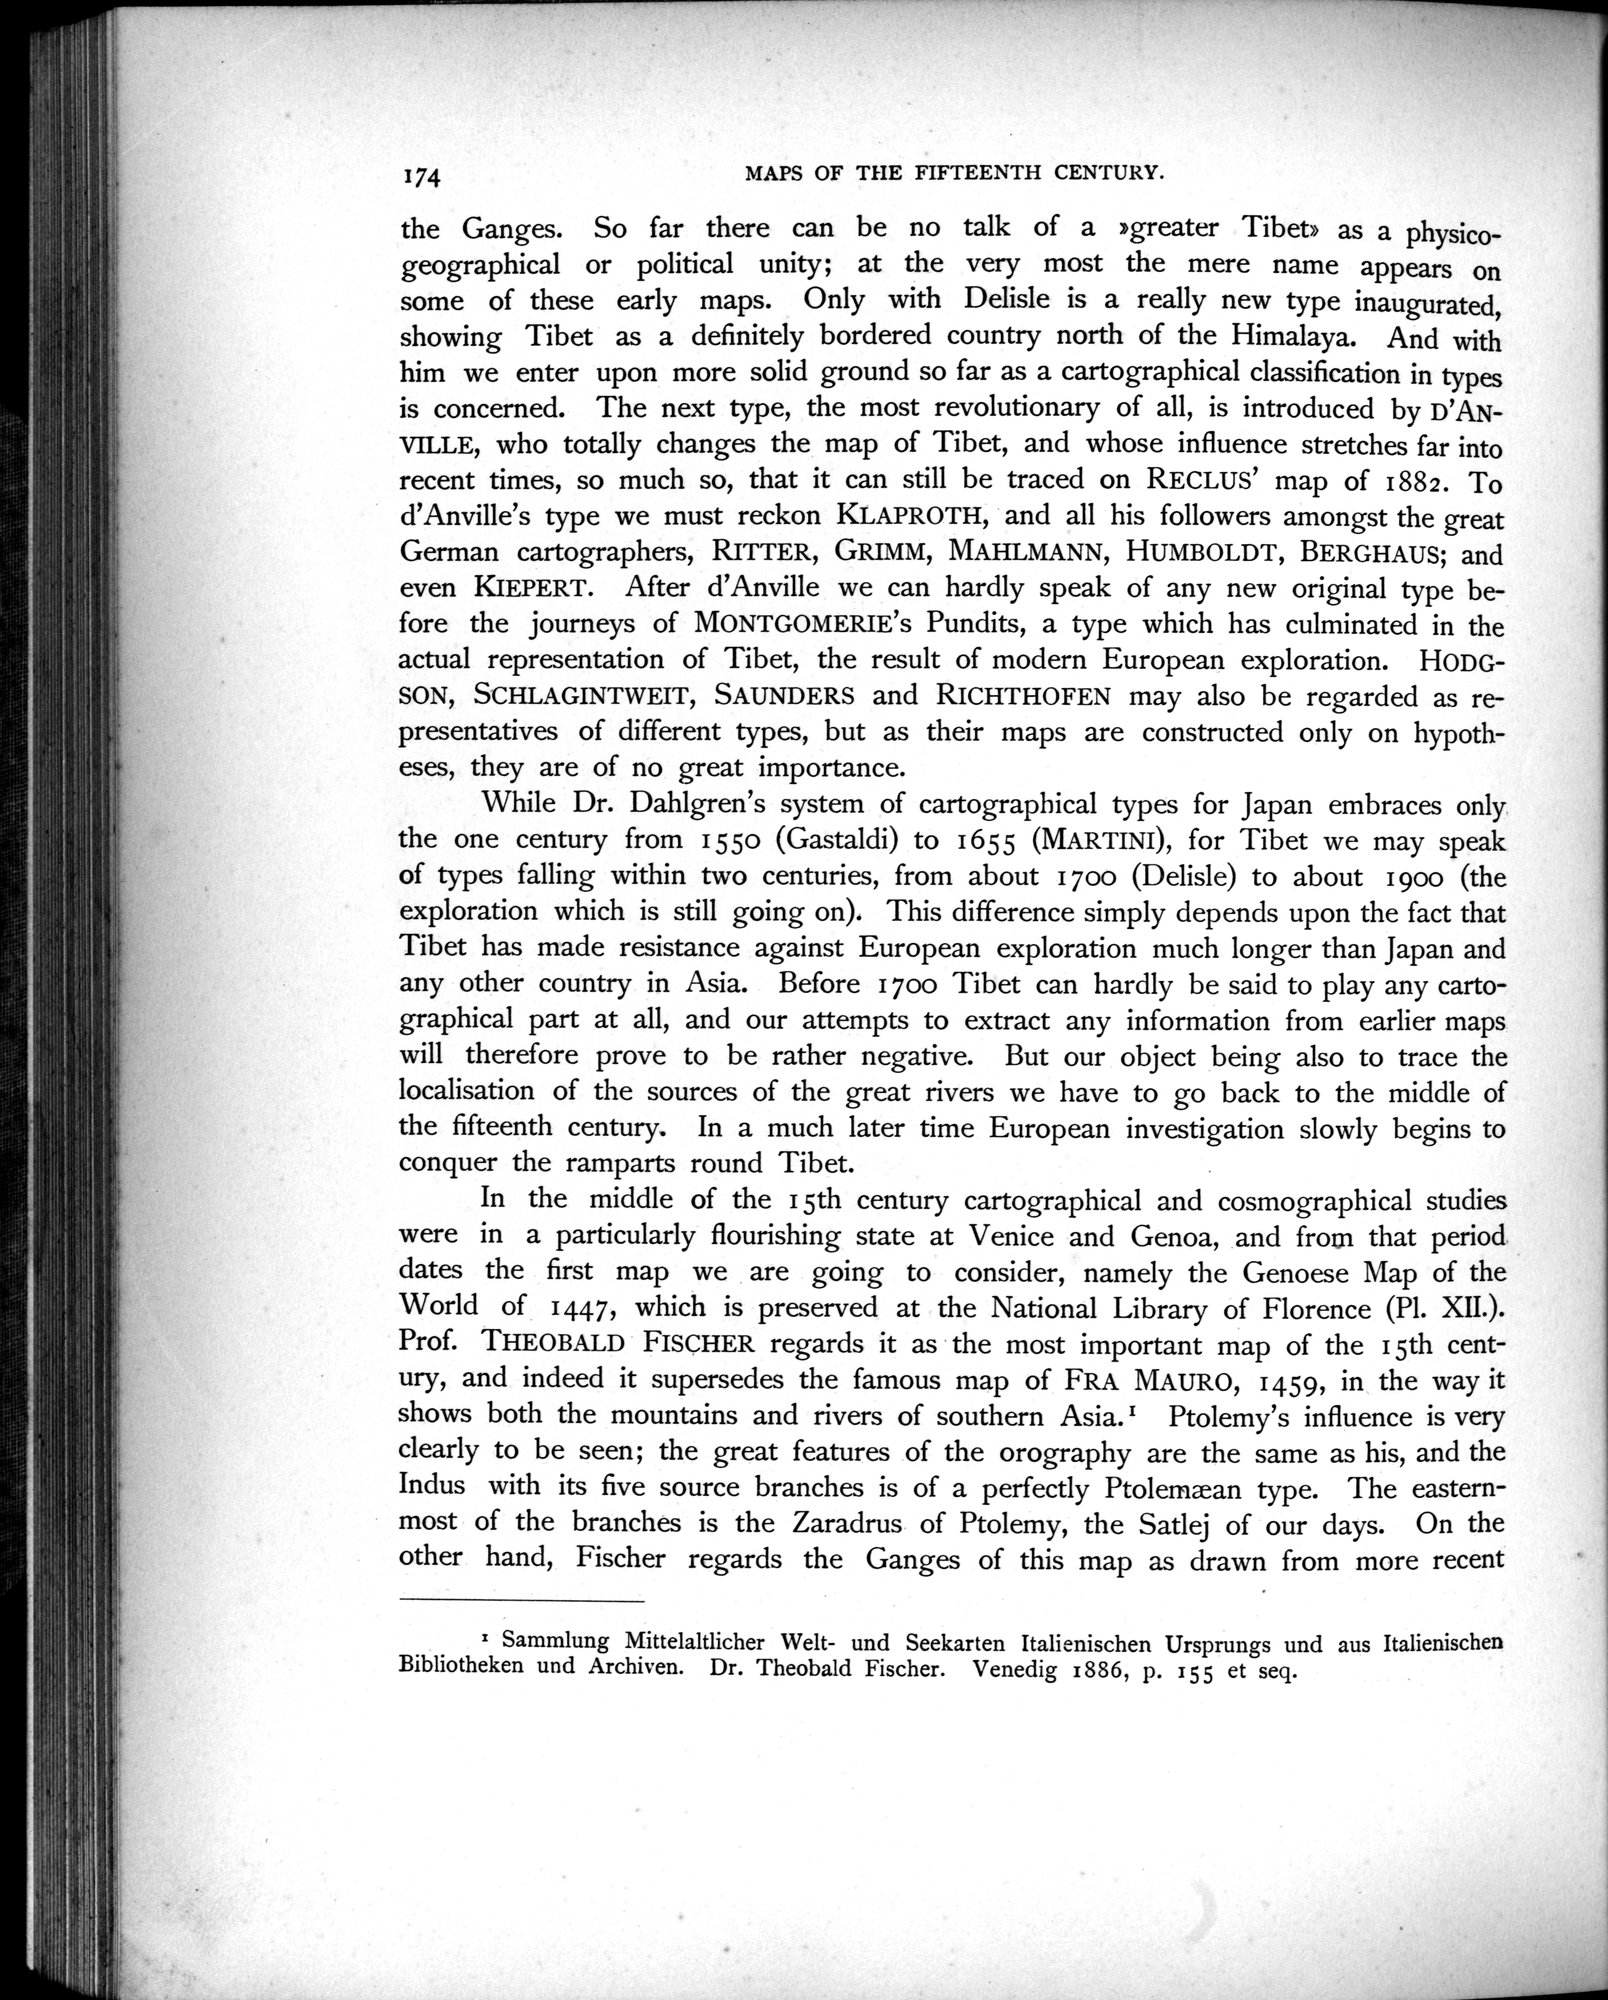 174 MAPS OF THE FIFTEENTH CENTURY.
the Ganges. So far there can be no talk of a »greater Tibet» as a physico-
geographical or political unity; at the very most the mere name appears on
some of these early maps. Only with Delisle is a really new type inaugurated,
showing Tibet as a definitely bordered country north of the Himalaya. And with
him we enter upon more solid ground so far as a cartographical classification in types
is concerned. The next type, the most revolutionary of all, is introduced by D'AN-
VILLE, who totally changes the map of Tibet, and whose influence stretches far into
recent times, so much so, that it can still be traced on RECLUS' map of 1882. To
d'Anville's type we must reckon KLAPROTH, and all his followers amongst the great
German cartographers, RITTER, GRIMM, MAHLMANN, HUMBOLDT, BERGHAUS; and
even KIEPERT. After d'Anville we can hardly speak of any new original type be-
fore the journeys of MONTGOMERIE's Pundits, a type which has culminated in the
actual representation of Tibet, the result of modern European exploration. HODG-
SON, SCHLAGINTWEIT, SAUNDERS and RICHTHOFEN may also be regarded as re-
presentatives of different types, but as their maps are constructed only on hypoth-
eses, they are of no great importance.
While Dr. Dahlgren's system of cartographical types for Japan embraces only
the one century from 1550 (Gastaldi) to 1655 (MARTINI), for Tibet we may speak
of types falling within two centuries, from about 1700 (Delisle) to about 1900 (the
exploration which is still going on). This difference simply depends upon the fact that
Tibet has made resistance against European exploration much longer than Japan and
any other country in Asia. Before 1700 Tibet can hardly be said to play any carto-
graphical part at all, and our attempts to extract any information from earlier maps
will therefore prove to be rather negative. But our object being also to trace the
localisation of the sources of the great rivers we have to go back to the middle of
the fifteenth century. In a much later time European investigation slowly begins to
conquer the ramparts round Tibet.
In the middle of the 15th century cartographical and cosmographical studies
were in a particularly flourishing state at Venice and Genoa, and from that period
dates the first map we are going to consider, namely the Genoese Map of the
World of 1447, which is preserved at the National Library of Florence (Pl. XII.).
Prof. THEOBALD FISCHER regards it as the most important map of the 15th cent-
ury, and indeed it supersedes the famous map of FRA MAURO, 1459, in the way it
shows both the mountains and rivers of southern Asia.¹ Ptolemy's influence is very
clearly to be seen; the great features of the orography are the same as his, and the
Indus with its five source branches is of a perfectly Ptolemæan type. The eastern-
most of the branches is the Zaradrus of Ptolemy, the Satlej of our days. On the
other hand, Fischer regards the Ganges of this map as drawn from more recent
¹ Sammlung Mittelaltlicher Welt- und Seekarten Italienischen Ursprungs und aus Italienischen
Bibliotheken und Archiven. Dr. Theobald Fischer. Venedig 1886, p. 155 et seq.